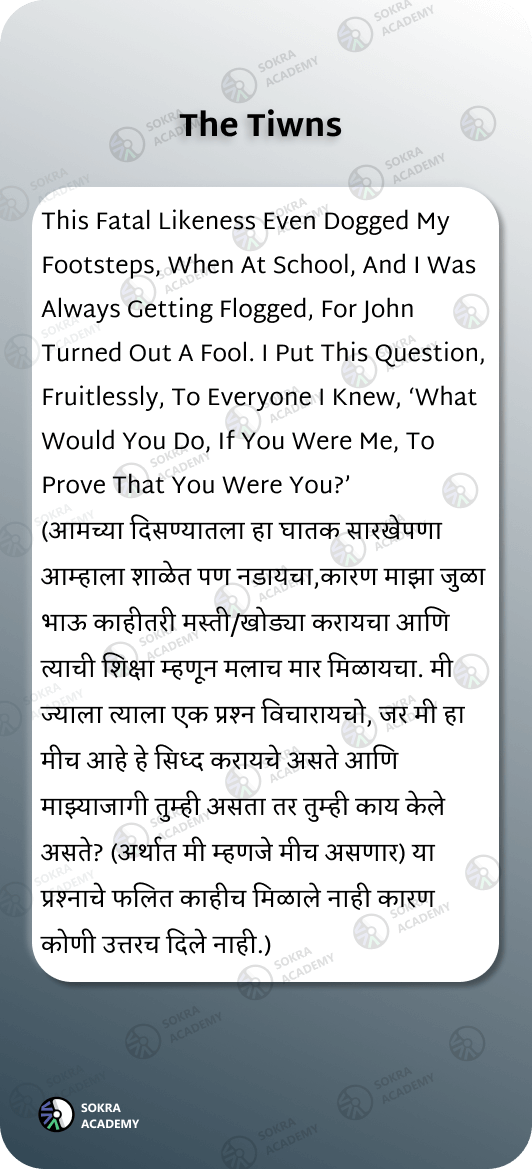 The Tiwns
This Fatal Likeness Even Dogged My
Footsteps, When At School, And I Was
Always Getting Flogged, For John
Turned Out A Fool. I Put This Question,
Fruitlessly, To Everyone I Knew, ‘What
Would You Do, If You Were Me, To
Prove That You Were You?’
(आमच्या दिसण्यातला हा घातक सारखेपणा
आम्हाला शाळेत पण नडायचा,कारण माझा जुळा
भाऊ काहीतरी मस्ती/खोड्या करायचा आणि
त्याची शिक्षा म्हणून मलाच मार मिळायचा. मी
ज्याला त्याला एक प्रश्न विचारायचो, जर मी हा
मीच आहे हे सिध्द करायचे असते आणि
माझ्याजागी तुम्ही असता तर तुम्ही काय केले
असते? (अर्थात मी म्हणजे मीच असणार) या
प्रश्नाचे फलित काहीच मिळाले नाही कारण
कोणी उत्तरच दिले नाही.)
SOKRA
ACADEMY